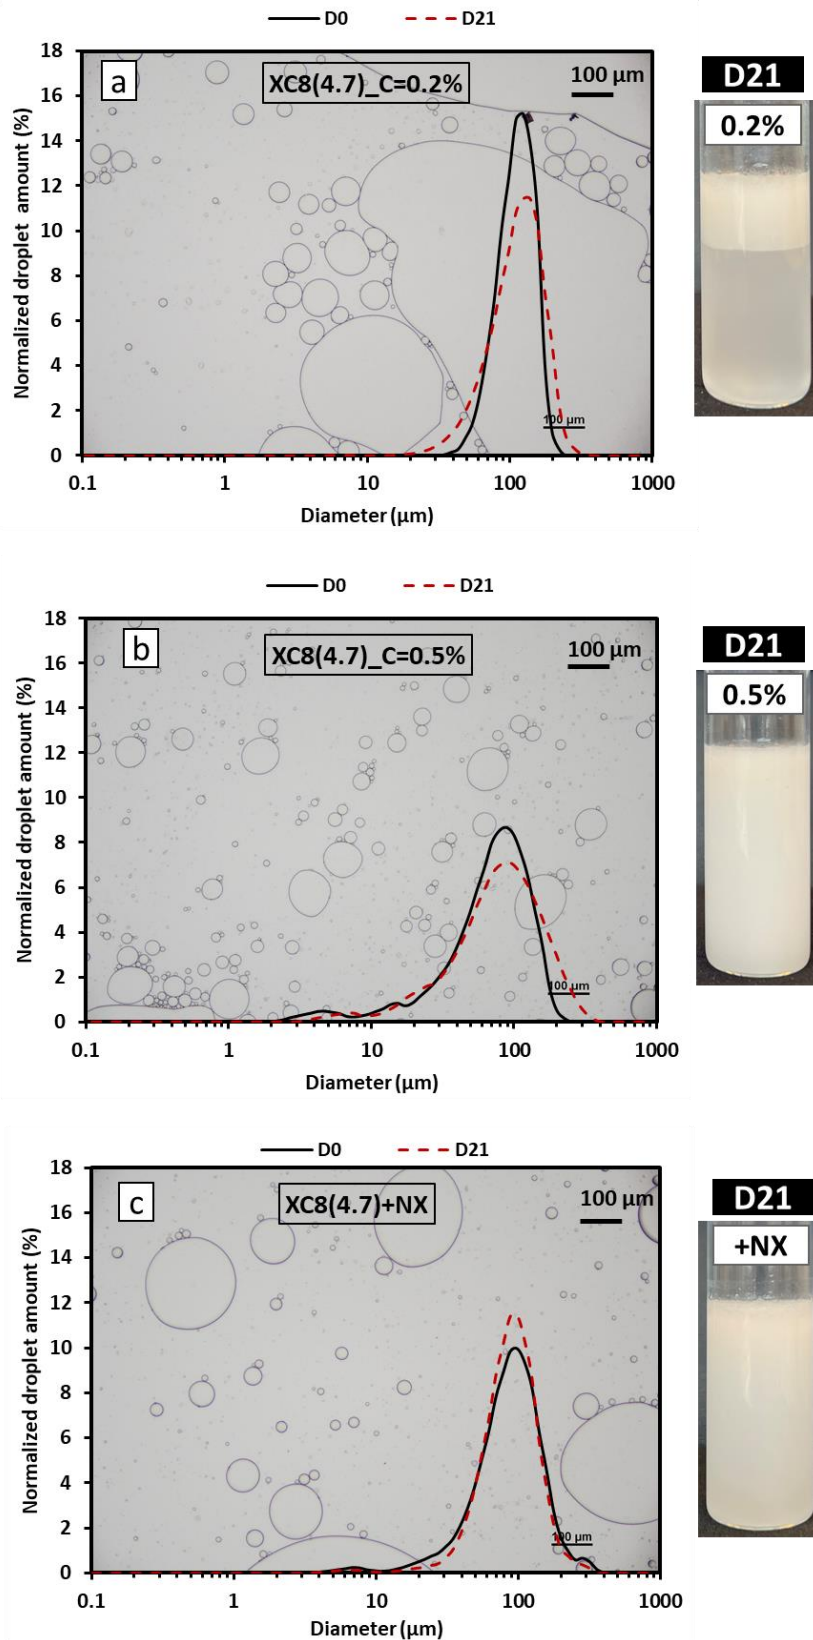 D0 D21
18
16
14
12
10
8
6
4
2
0
Normalized droplet amount (%)
a
XC8(4.7)_C=0.2%
100 µm
100 µm
0.1 1 10 100 1000
Diameter (µm)
D21
0.2%
D0 D21
18
16
14
12
10
8
6
4
2
0
Normalized droplet amount (%)
b
XC8(4.7)_C=0.5%
100 µm
100 µm
0.1 1 10 100 1000
Diameter (µm)
D21
0.5%
D0 D21
18
16
14
12
10
8
6
4
2
0
Normalized droplet amount (%)
c
XC8(4.7)+NX
100 µm
100 µm
0.1 1 10 100 1000
Diameter (µm)
D21
+NX